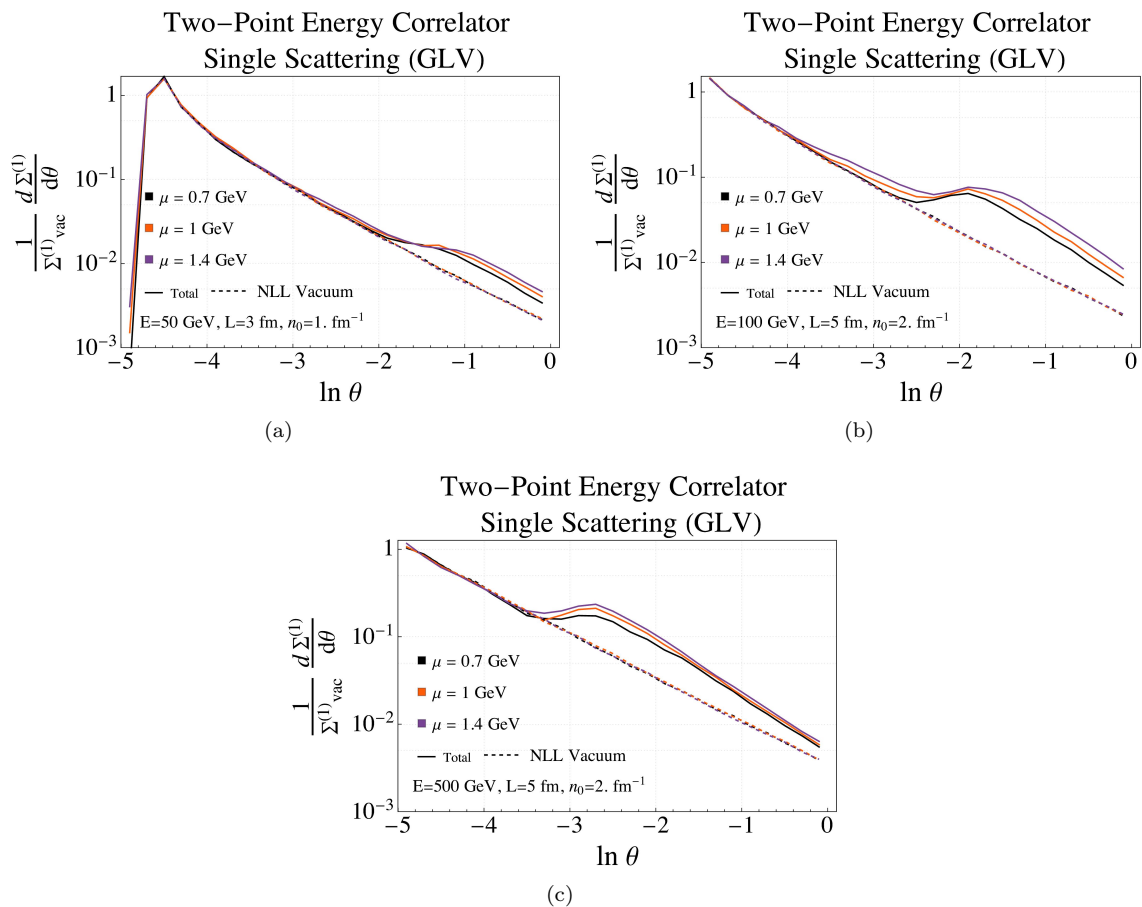 Two−Point Energy Correlator
Single Scattering (GLV)
1
10^−1
10^−2
10^−3
1/Σ^(1)_vac dΣ^(1)/dθ
μ = 0.7 GeV
μ = 1 GeV
μ = 1.4 GeV
Total NLL Vacuum
E=50 GeV, L=3 fm, n_0=1. fm^−1
−5 −4 −3 −2 −1 0
ln θ
(a)
Two−Point Energy Correlator
Single Scattering (GLV)
1
10^−1
10^−2
10^−3
1/Σ^(1)_vac dΣ^(1)/dθ
μ = 0.7 GeV
μ = 1 GeV
μ = 1.4 GeV
Total NLL Vacuum
E=100 GeV, L=5 fm, n_0=2. fm^−1
−5 −4 −3 −2 −1 0
ln θ
(b)
Two−Point Energy Correlator
Single Scattering (GLV)
1
10^−1
10^−2
10^−3
1/Σ^(1)_vac dΣ^(1)/dθ
μ = 0.7 GeV
μ = 1 GeV
μ = 1.4 GeV
Total NLL Vacuum
E=500 GeV, L=5 fm, n_0=2. fm^−1
−5 −4 −3 −2 −1 0
ln θ
(c)